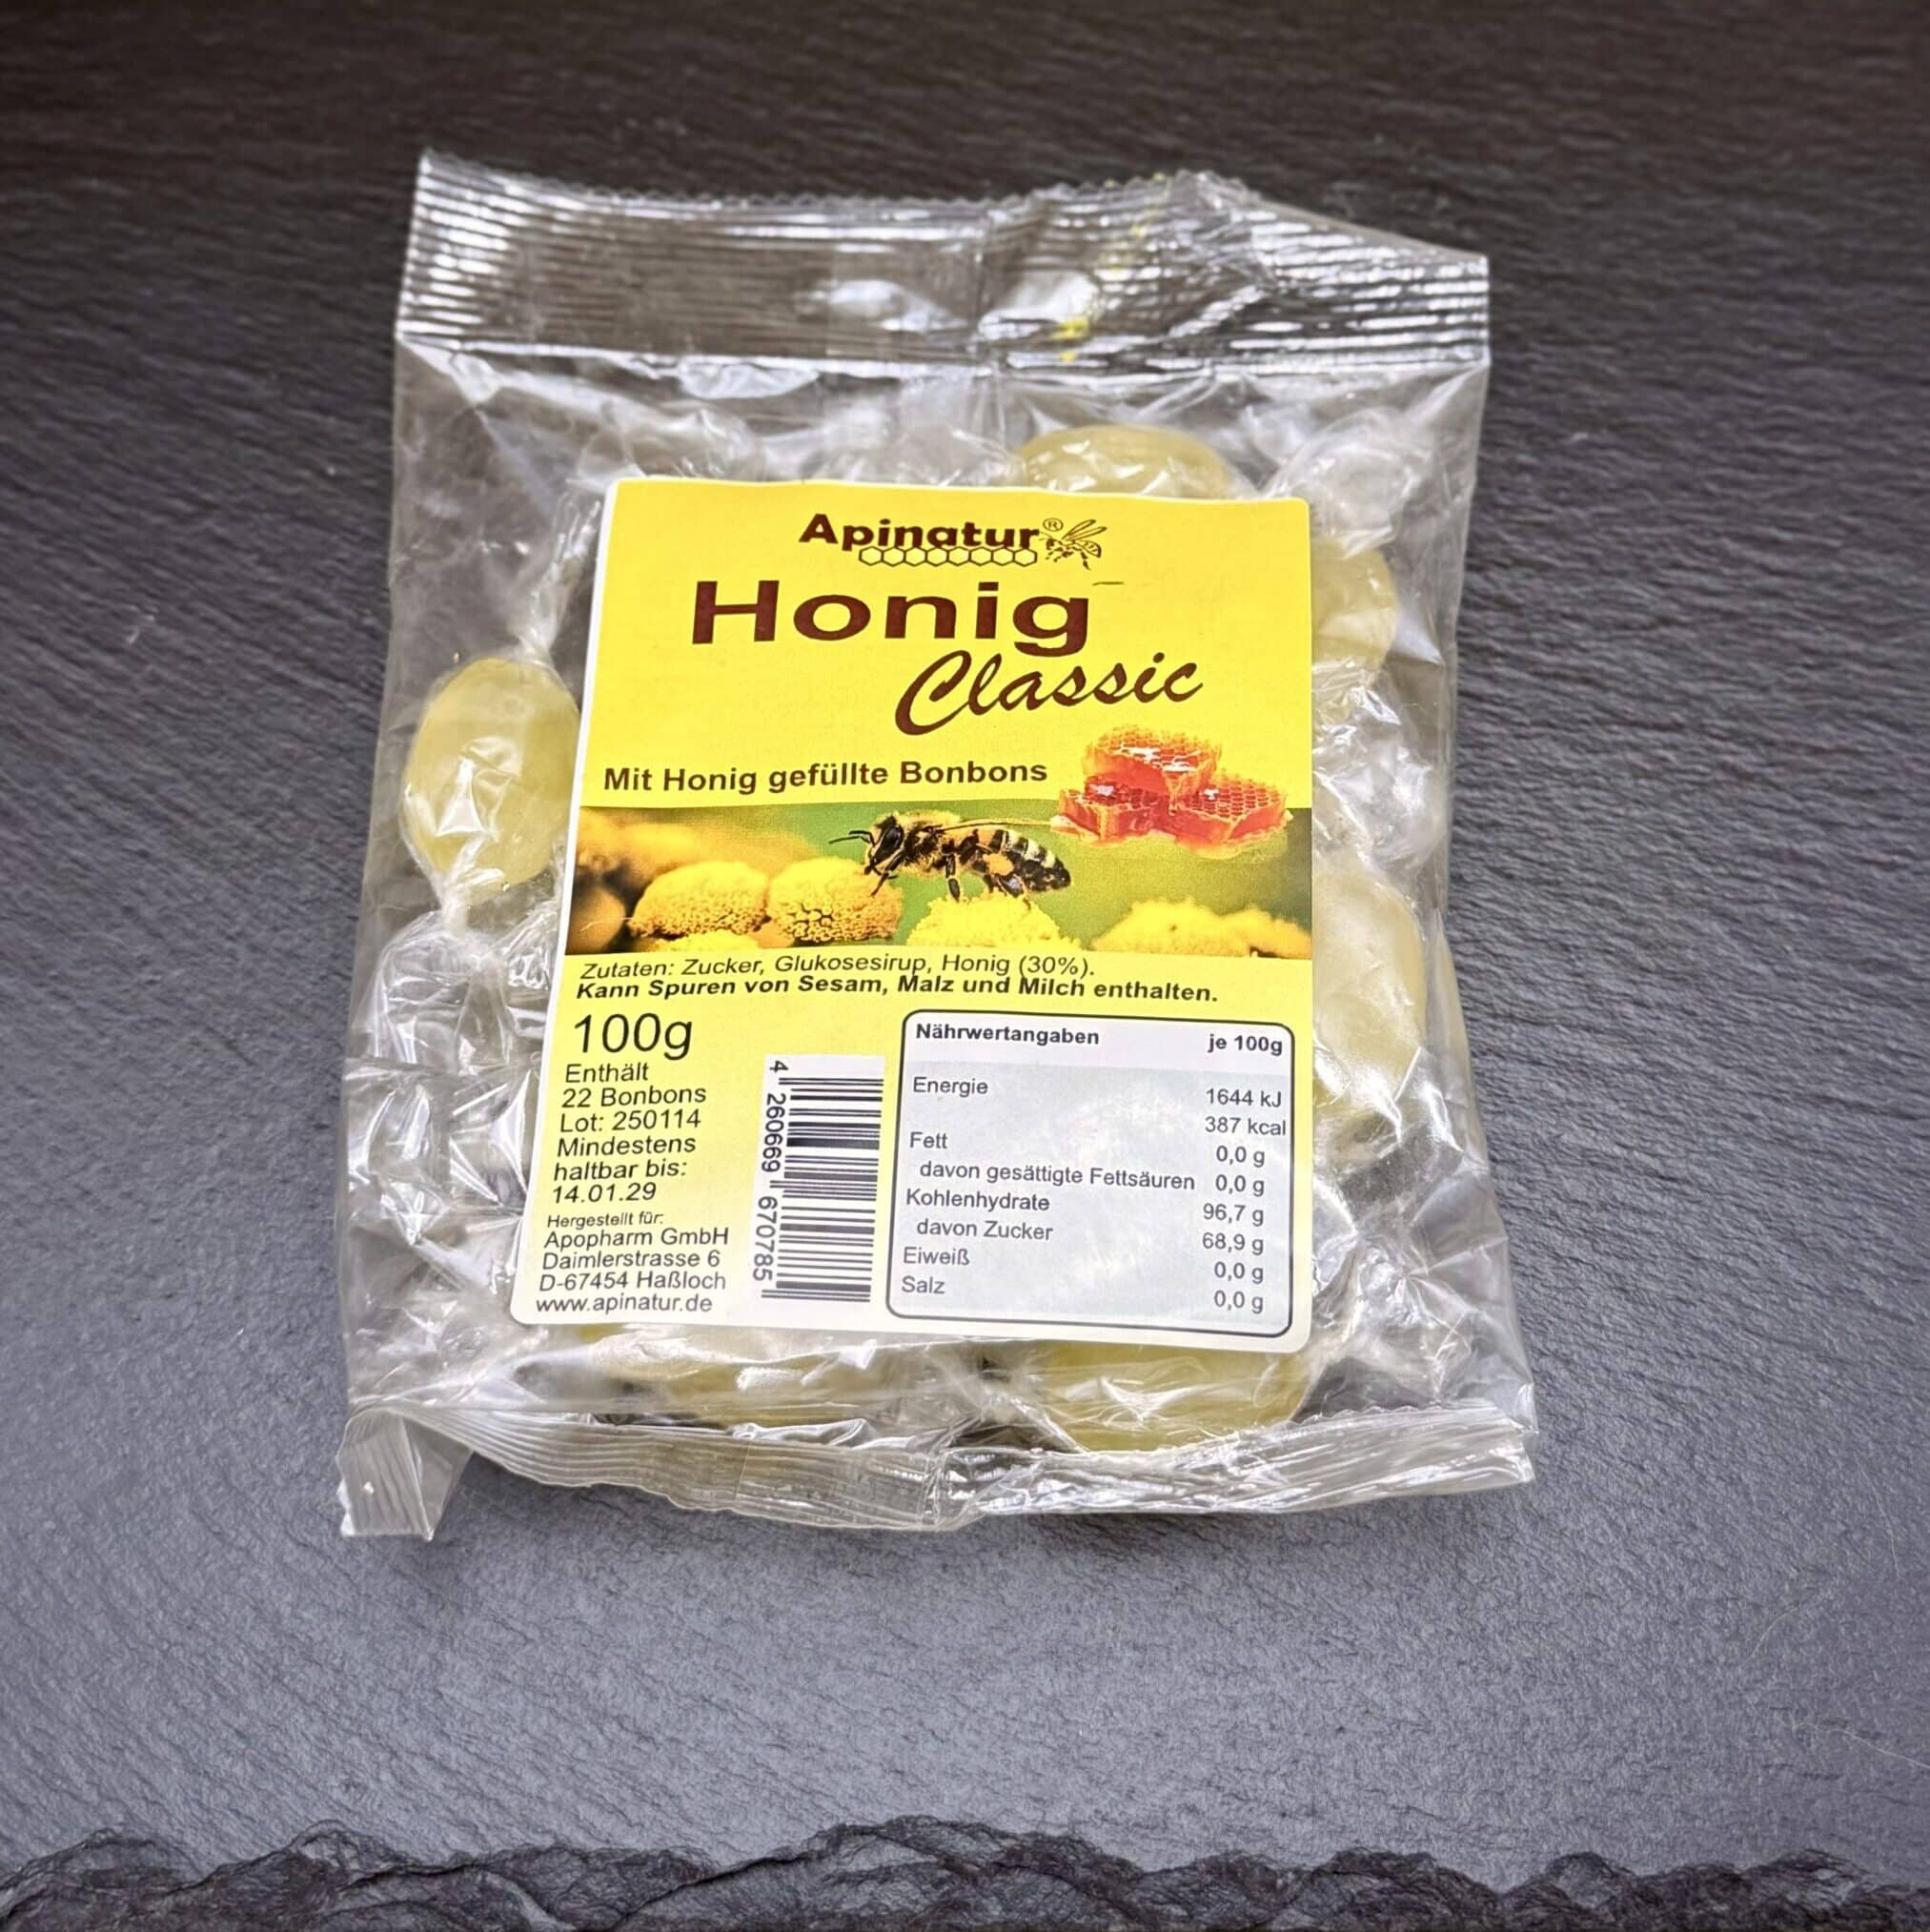 Apinatur®
Honig
Classic
Mit Honig gefüllte Bonbons
Zutaten: Zucker, Glukosesirup, Honig (30%).
Kann Spuren von Sesam, Malz und Milch enthalten.
100g
Enthält
22 Bonbons
Lot: 250114
Mindestens
haltbar bis:
14.01.29
Hergestellt für:
Apopharm GmbH
Daimlerstrasse 6
D-67454 Haßloch
www.apinatur.de
4 260669 670785
Nährwertangaben je 100g
Energie 1644 kJ
387 kcal
Fett 0,0 g
davon gesättigte Fettsäuren 0,0 g
Kohlenhydrate 96,7 g
davon Zucker 68,9 g
Eiweiß 0,0 g
Salz 0,0 g